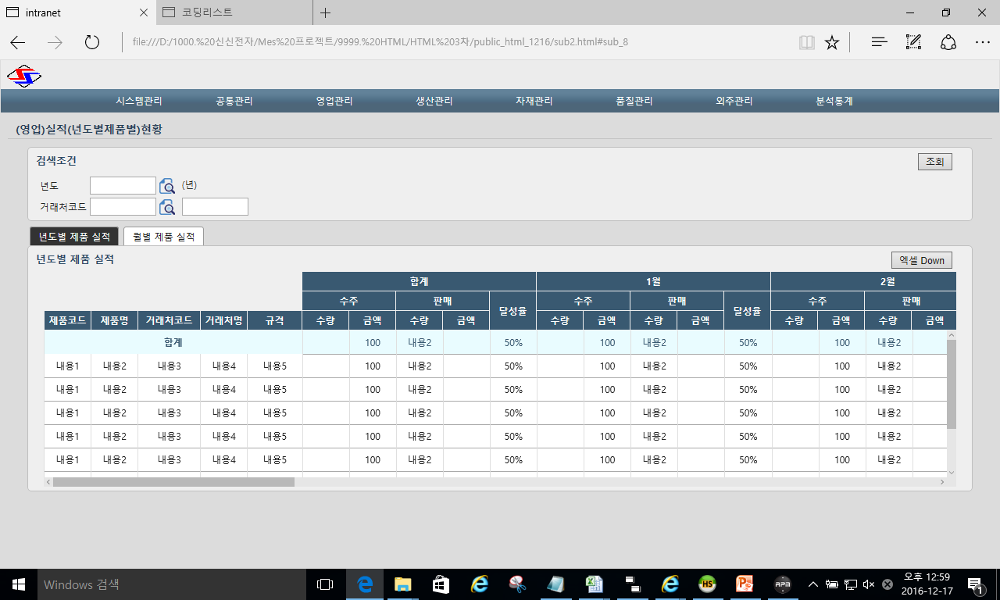 intranet
코딩리스트
file:///D:/1000.%20신신전자/Mes%20프로젝트/9999.%20HTML/HTML%203차/public_html_1216/sub2.html#sub_8
시스템관리 공통관리 영업관리 생산관리 자재관리 품질관리 외주관리 분석통계
(영업)실적(년도별제품별)현황
검색조건 조회
년도 (년)
거래처코드
년도별 제품 실적 월별 제품 실적
년도별 제품 실적 엑셀 Down
합계 1월 2월
수주 판매 달성율 수주 판매 달성율 수주 판매
제품코드 제품명 거래처코드 거래처명 규격 수량 금액 수량 금액 수량 금액 수량 금액 수량 금액 수량 금액
합계 100 내용2 50% 100 내용2 50% 100 내용2
내용1 내용2 내용3 내용4 내용5 100 내용2 50% 100 내용2 50% 100 내용2
내용1 내용2 내용3 내용4 내용5 100 내용2 50% 100 내용2 50% 100 내용2
내용1 내용2 내용3 내용4 내용5 100 내용2 50% 100 내용2 50% 100 내용2
내용1 내용2 내용3 내용4 내용5 100 내용2 50% 100 내용2 50% 100 내용2
내용1 내용2 내용3 내용4 내용5 100 내용2 50% 100 내용2 50% 100 내용2
Windows 검색
HS
APM
오후 12:59
2016-12-17
1